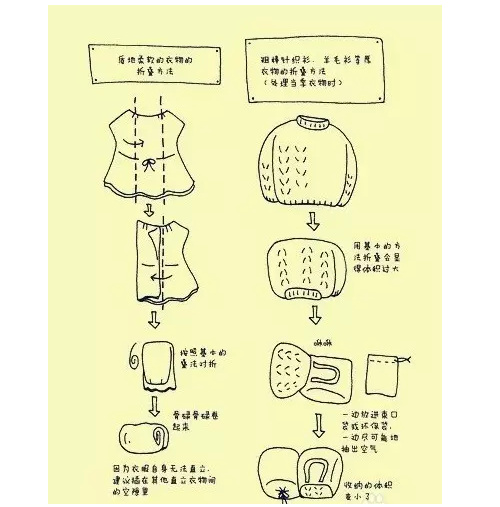 质地柔软的衣物的
折叠方法
按照基本的
叠法对折
骨碌骨碌卷
起来
因为衣服自身无法直立,
建议插在其他直立衣物间
的空隙里
粗棒针织衫、羊毛衫等厚
衣物的折叠方法
(处理当季衣物时)
用基本的方
法折叠会显
得体积过大
咻咻
一边放进束口
袋或环保袋,
一边尽可能地
抽出空气
收纳的体积
变小了